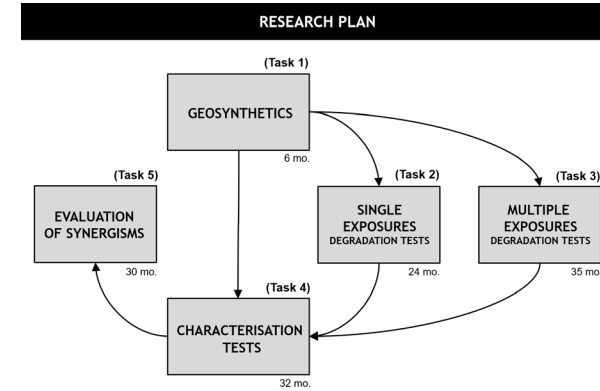 RESEARCH PLAN
(Task 1)
GEOSYNTHETICS
6 mo.
(Task 5)
EVALUATION
OF SYNERGISMS
30 mo.
(Task 2)
SINGLE
EXPOSURES
DEGRADATION TESTS
24 mo.
(Task 3)
MULTIPLE
EXPOSURES
DEGRADATION TESTS
35 mo
(Task 4)
CHARACTERISATION
TESTS
32 mo.